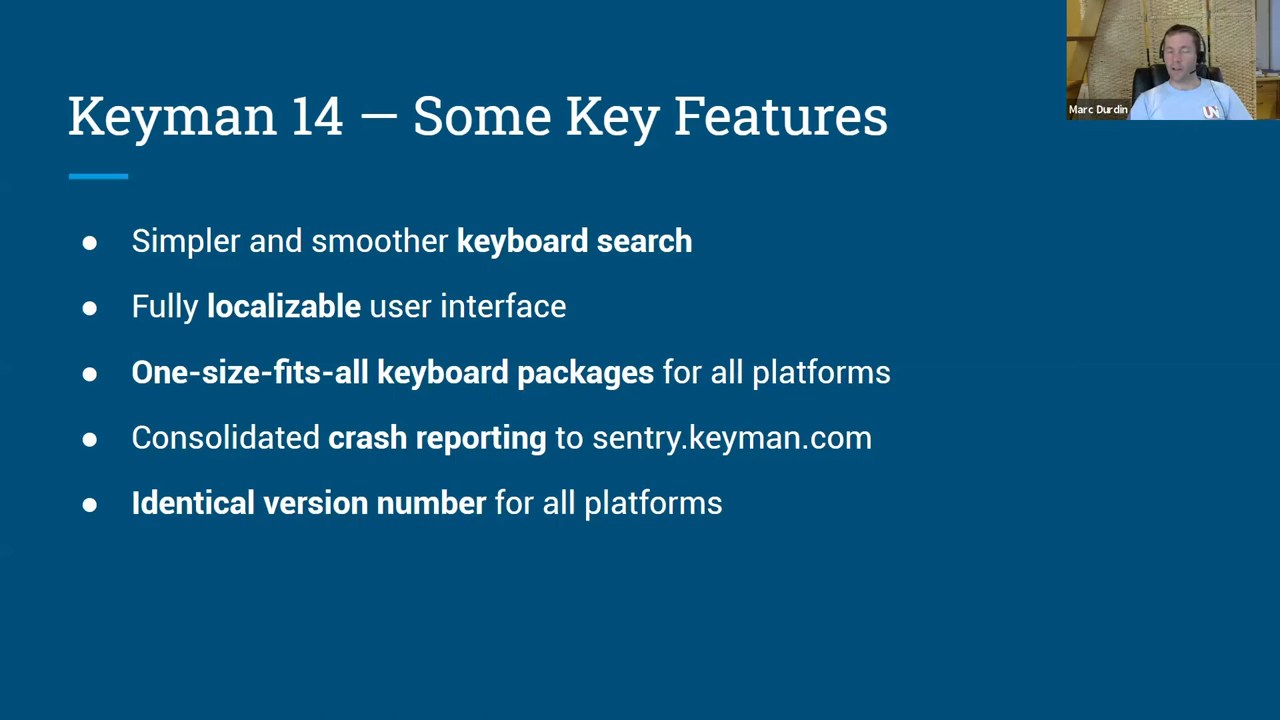 Keyman 14 — Some Key Features
Marc Durdin
● Simpler and smoother keyboard search
● Fully localizable user interface
● One-size-fits-all keyboard packages for all platforms
● Consolidated crash reporting to sentry.keyman.com
● Identical version number for all platforms